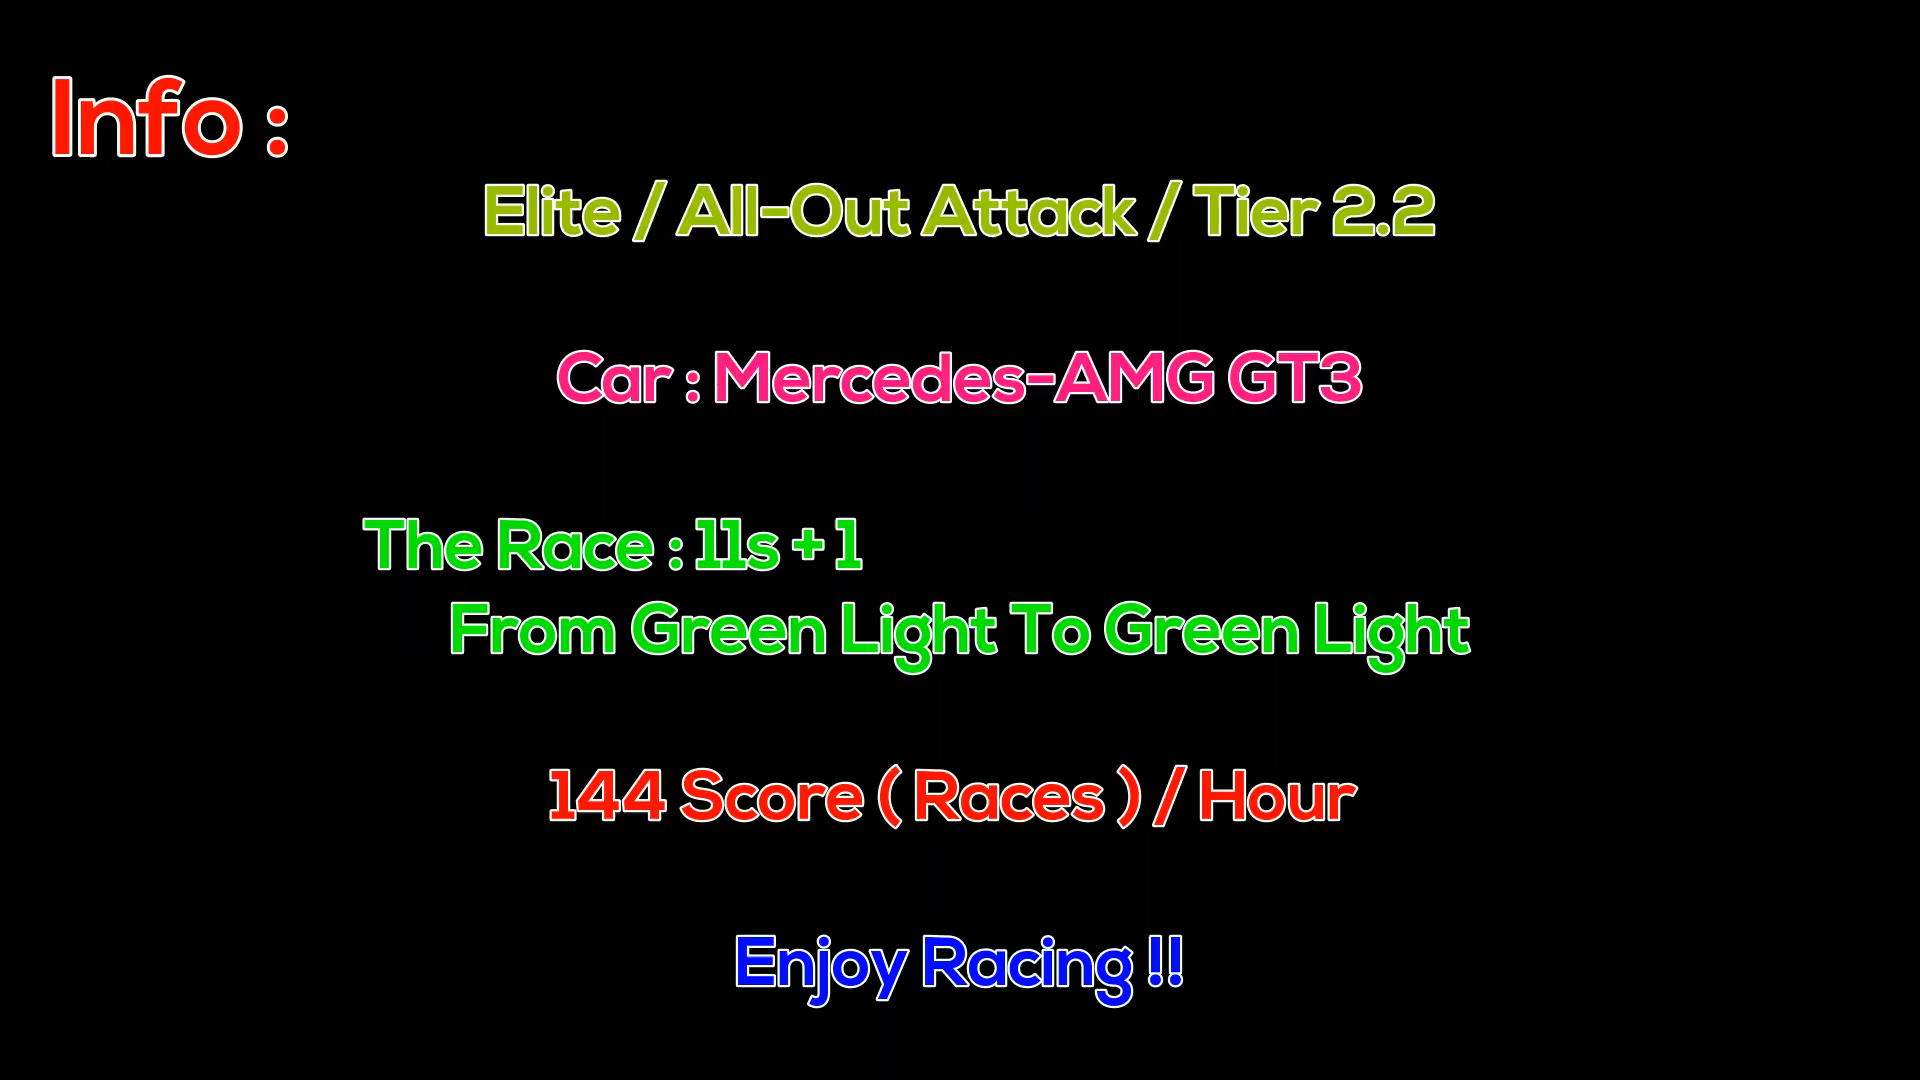 Info :
Elite / All-Out Attack / Tier 2.2
Car : Mercedes-AMG GT3
The Race : 11s + 1
From Green Light To Green Light
144 Score ( Races ) / Hour
Enjoy Racing !!